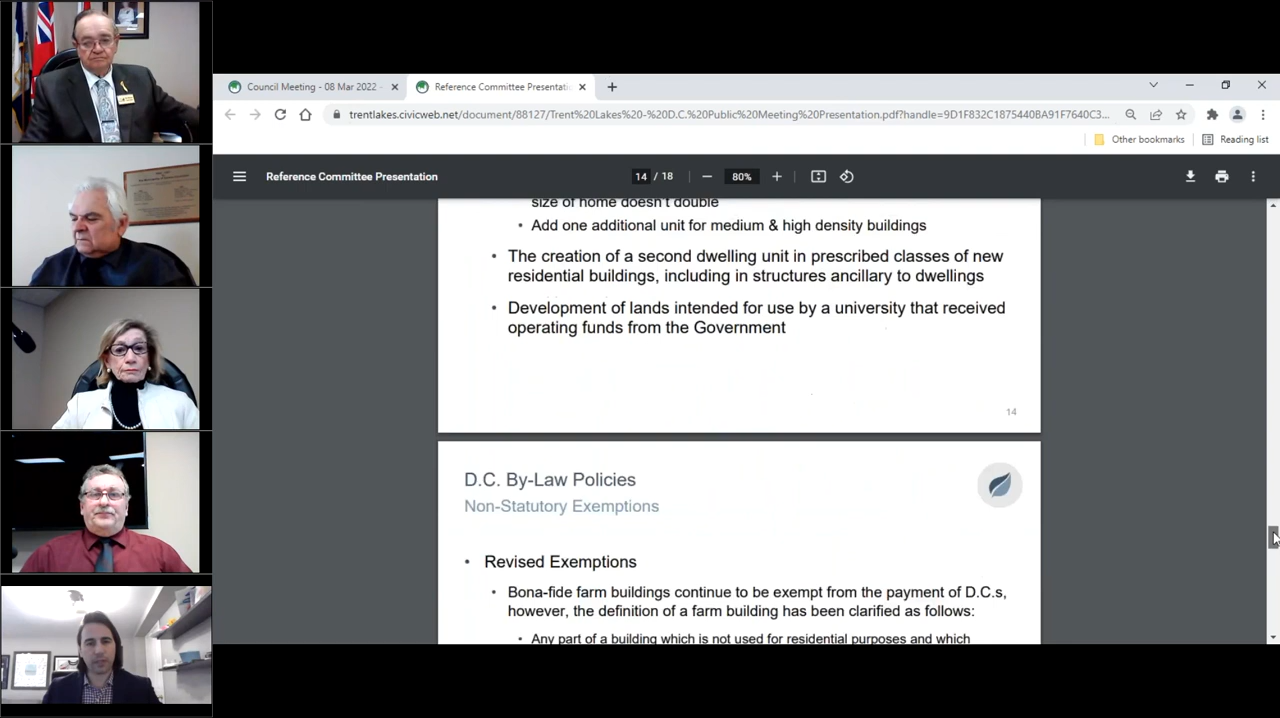 Council Meeting - 08 Mar 2022 -
Reference Committee Presentati
trentlakes.civicweb.net/document/88127/Trent%20Lakes%20-%20D.C.%20Public%20Meeting%20Presentation.pdf?handle=9D1F832C1875440BA91F7640C3...
Other bookmarks
Reading list
Reference Committee Presentation
14 / 18
80%
size of home doesn't double
• Add one additional unit for medium & high density buildings
• The creation of a second dwelling unit in prescribed classes of new
residential buildings, including in structures ancillary to dwellings
• Development of lands intended for use by a university that received
operating funds from the Government
14
D.C. By-Law Policies
Non-Statutory Exemptions
• Revised Exemptions
• Bona-fide farm buildings continue to be exempt from the payment of D.C.s,
however, the definition of a farm building has been clarified as follows:
• Any part of a building which is not used for residential purposes and which